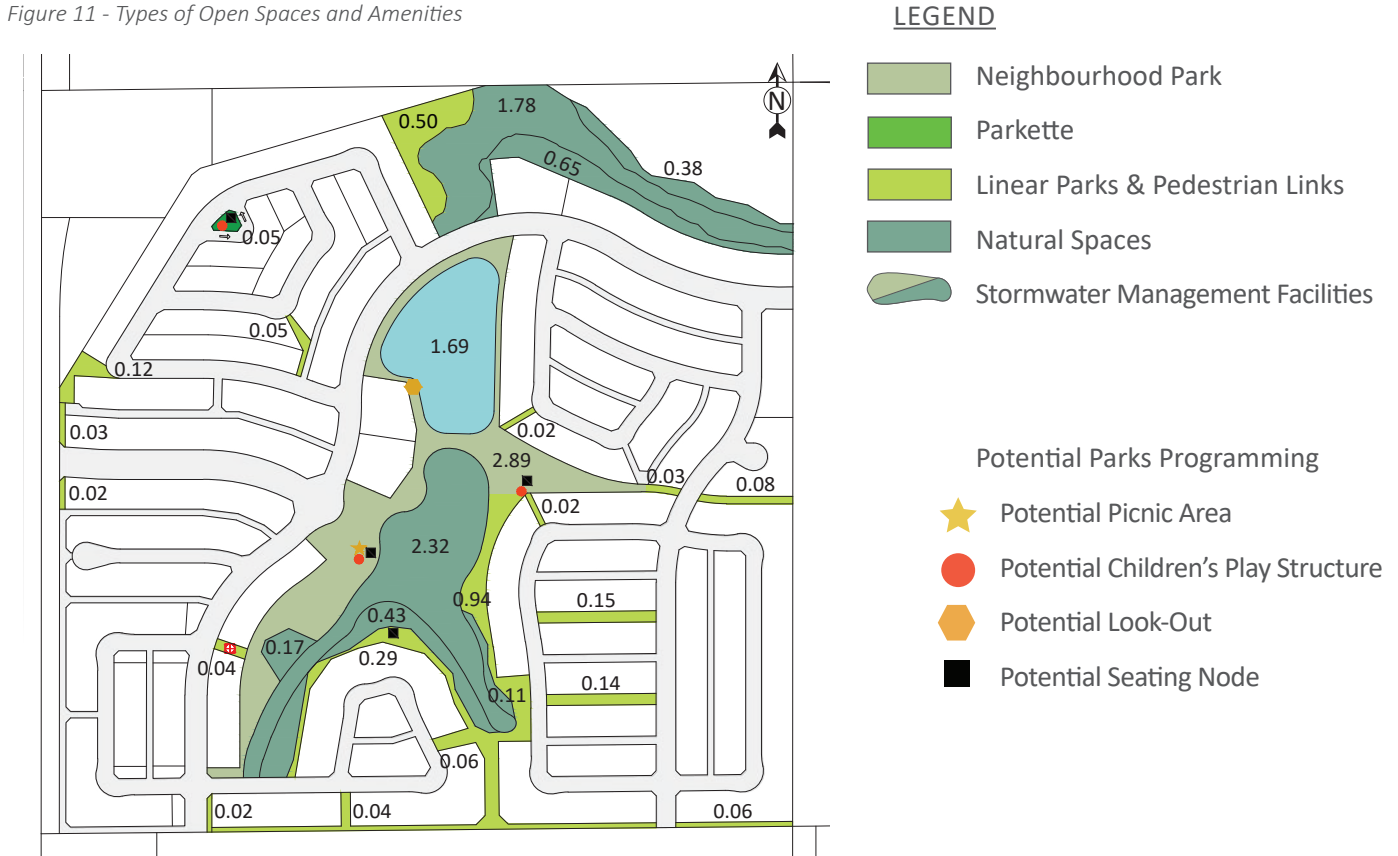 Figure 11 - Types of Open Spaces and Amenities
LEGEND
Neighbourhood Park
Parkette
Linear Parks & Pedestrian Links
Natural Spaces
Stormwater Management Facilities
Potential Parks Programming
Potential Picnic Area
Potential Children's Play Structure
Potential Look-Out
Potential Seating Node
N
1.78
0.50
0.65
0.38
0.05
0.05
1.69
0.12
0.03
0.02
2.89
0.03
0.08
0.02
0.02
2.32
0.94
0.15
0.43
0.17
0.29
0.04
0.14
0.11
0.06
0.02
0.04
0.06